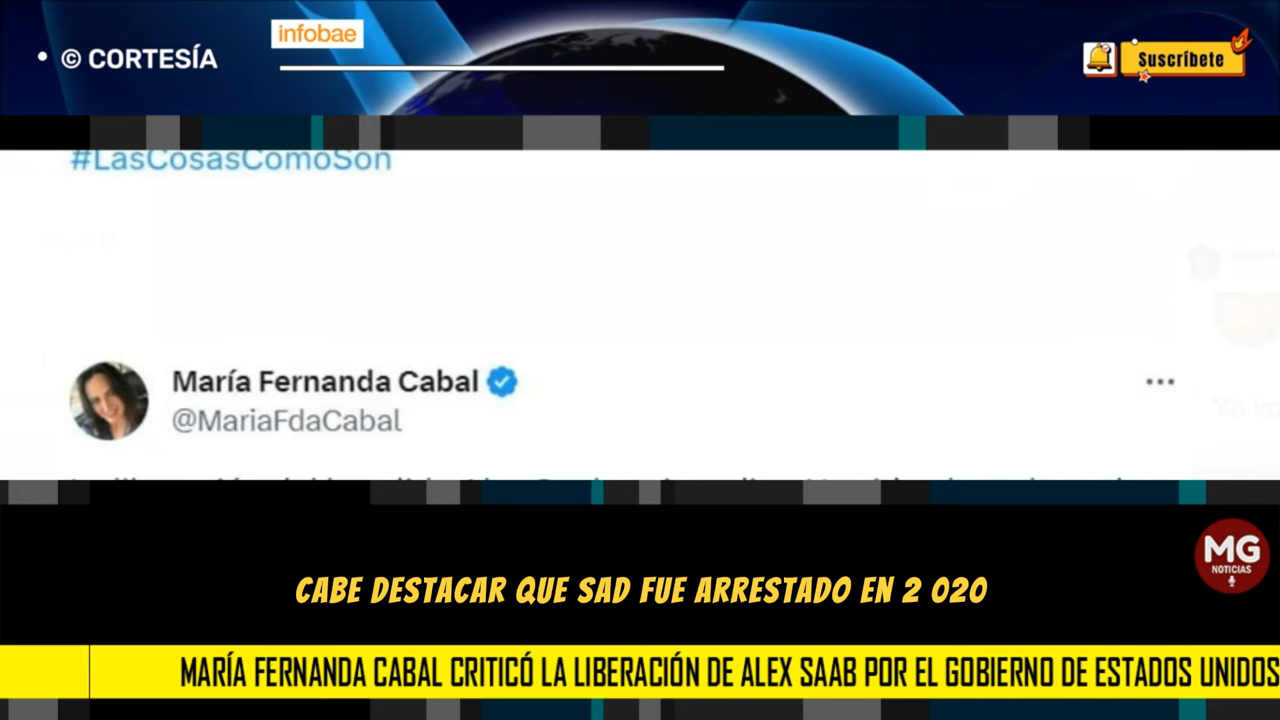 infobae
• © CORTESÍA
Suscríbete
#LasCosasComoSon
María Fernanda Cabal
@MariaFdaCabal
MG
NOTICIAS
CABE DESTACAR QUE SAD FUE ARRESTADO EN 2 020
MARÍA FERNANDA CABAL CRITICÓ LA LIBERACIÓN DE ALEX SAAB POR EL GOBIERNO DE ESTADOS UNIDOS